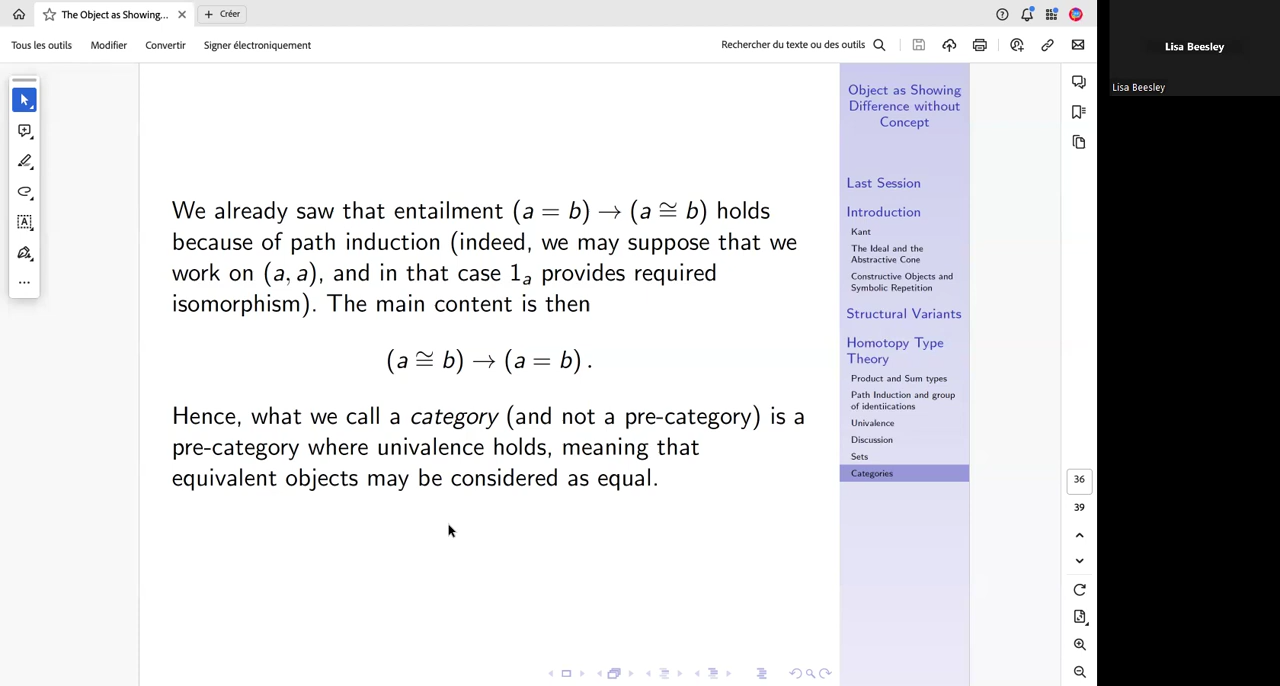 The Object as Showing...
Créer
Tous les outils
Modifier
Convertir
Signer électroniquement
Rechercher du texte ou des outils
Lisa Beesley
Lisa Beesley
We already saw that entailment (a = b) → (a ≅ b) holds
because of path induction (indeed, we may suppose that we
work on (a, a), and in that case 1ₐ provides required
isomorphism). The main content is then
(a ≅ b) → (a = b) .
Hence, what we call a category (and not a pre-category) is a
pre-category where univalence holds, meaning that
equivalent objects may be considered as equal.
Object as Showing
Difference without
Concept
Last Session
Introduction
Kant
The Ideal and the
Abstractive Cone
Constructive Objects and
Symbolic Repetition
Structural Variants
Homotopy Type
Theory
Product and Sum types
Path Induction and group
of identiications
Univalence
Discussion
Sets
Categories
36
39